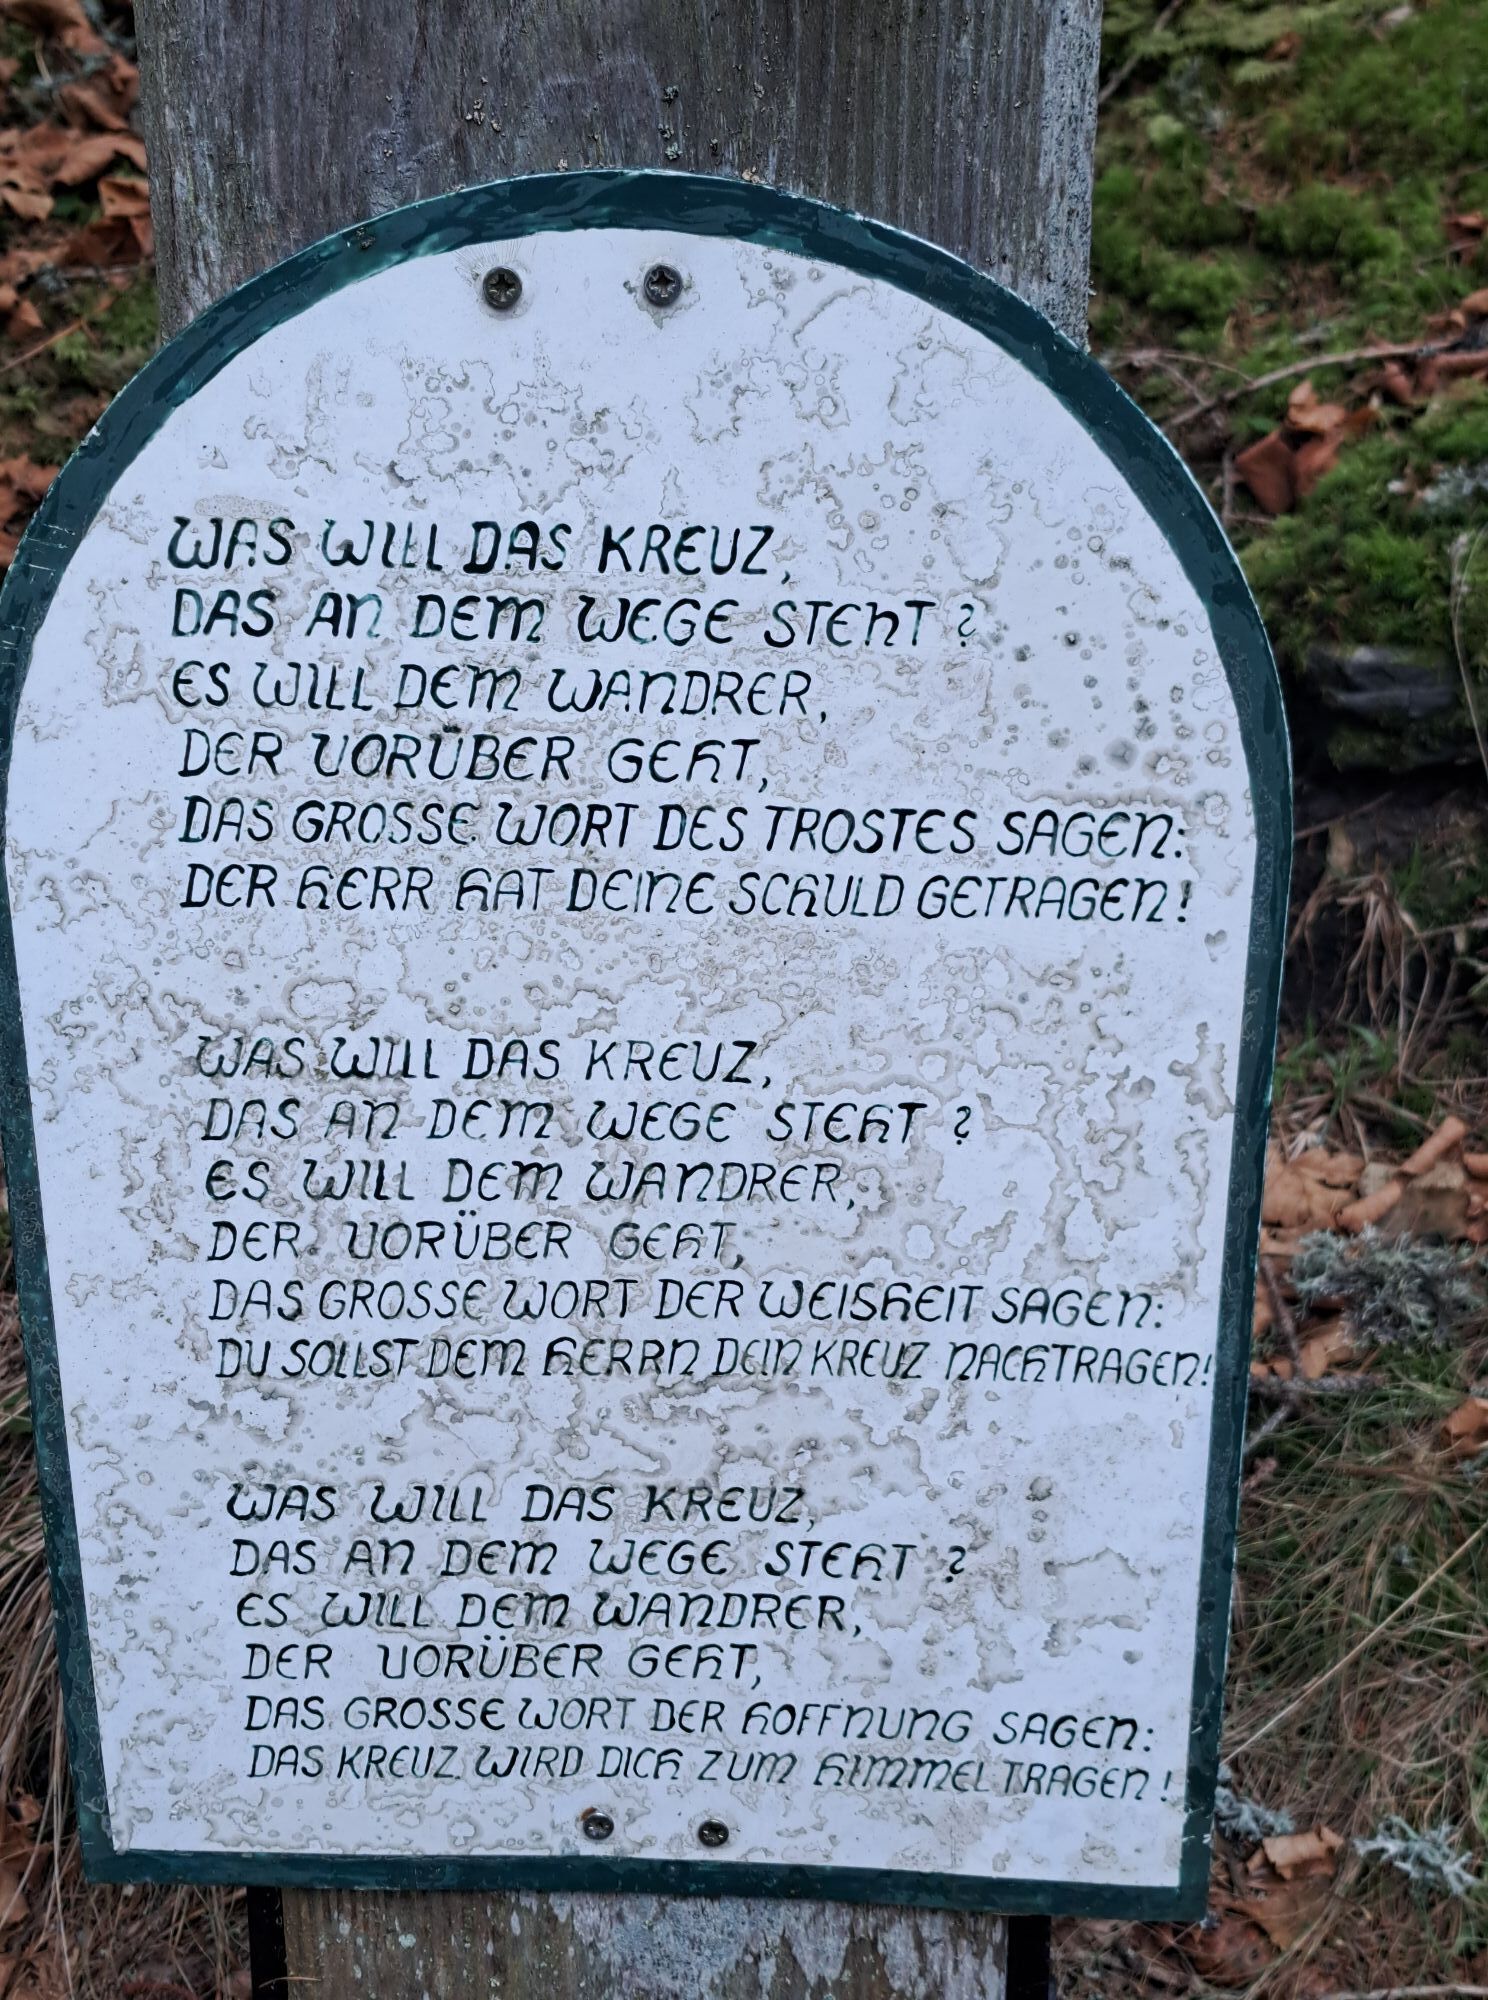 WAS WILL DAS KREUZ,
DAS AN DEM WEGE STEHT?
ES WILL DEM WANDRER,
DER VORÜBER GEHT,
DAS GROSSE WORT DES TROSTES SAGEN:
DER HERR HAT DEINE SCHULD GETRAGEN!
WAS WILL DAS KREUZ,
DAS AN DEM WEGE STEHT?
ES WILL DEM WANDRER,
DER VORÜBER GEHT,
DAS GROSSE WORT DER WEISHEIT SAGEN:
DU SOLLST DEM HERRN DEIN KREUZ NACHTRAGEN!
WAS WILL DAS KREUZ,
DAS AN DEM WEGE STEHT?
ES WILL DEM WANDRER,
DER VORÜBER GEHT,
DAS GROSSE WORT DER HOFFNUNG SAGEN:
DAS KREUZ WIRD DICH ZUM HIMMEL TRAGEN!